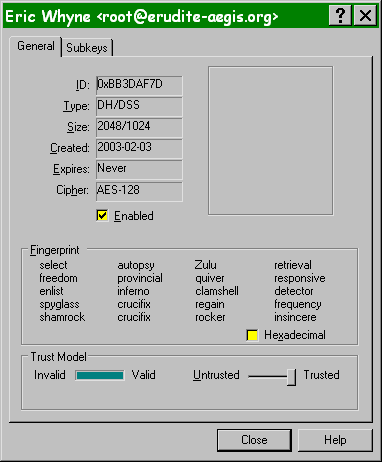 Eric Whyne <root@erudite-aegis.org> ? X
General Subkeys
ID: 0xBB3DAF7D
Type: DH/DSS
Size: 2048/1024
Created: 2003-02-03
Expires: Never
Cipher: AES-128
Enabled
Fingerprint
select autopsy Zulu retrieval
freedom provincial quiver responsive
enlist inferno clamshell detector
spyglass crucifix regain frequency
shamrock crucifix rocker insincere
Hexadecimal
Trust Model
Invalid Valid Untrusted Trusted
Close Help